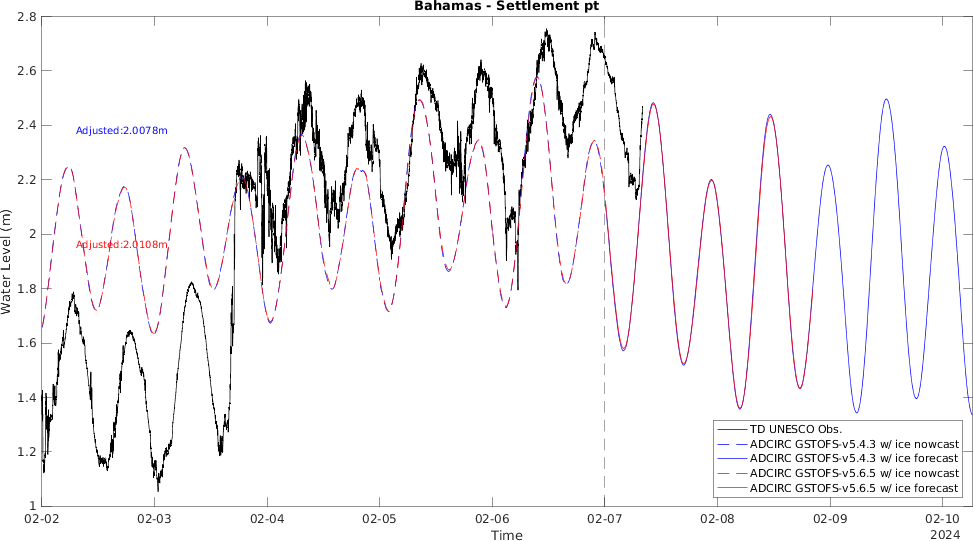 Bahamas - Settlement pt
Water Level (m)
2.8
2.6
2.4
2.2
2
1.8
1.6
1.4
1.2
1
Adjusted:2.0078m
Adjusted:2.0108m
TD UNESCO Obs.
ADCIRC GSTOFS-v5.4.3 w/ ice nowcast
ADCIRC GSTOFS-v5.4.3 w/ ice forecast
ADCIRC GSTOFS-v5.6.5 w/ ice nowcast
ADCIRC GSTOFS-v5.6.5 w/ ice forecast
02-02 02-03 02-04 02-05 02-06 02-07 02-08 02-09 02-10
Time
2024